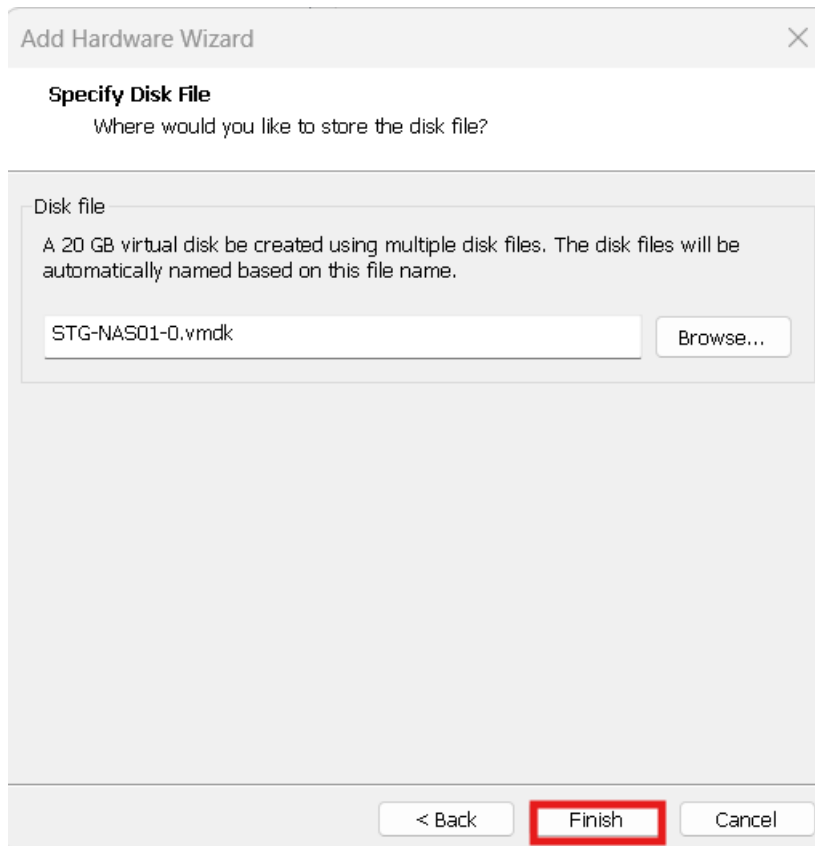 Add Hardware Wizard
Specify Disk File
Where would you like to store the disk file?
Disk file
A 20 GB virtual disk be created using multiple disk files. The disk files will be
automatically named based on this file name.
STG-NAS01-0.vmdk
Browse...
< Back
Finish
Cancel